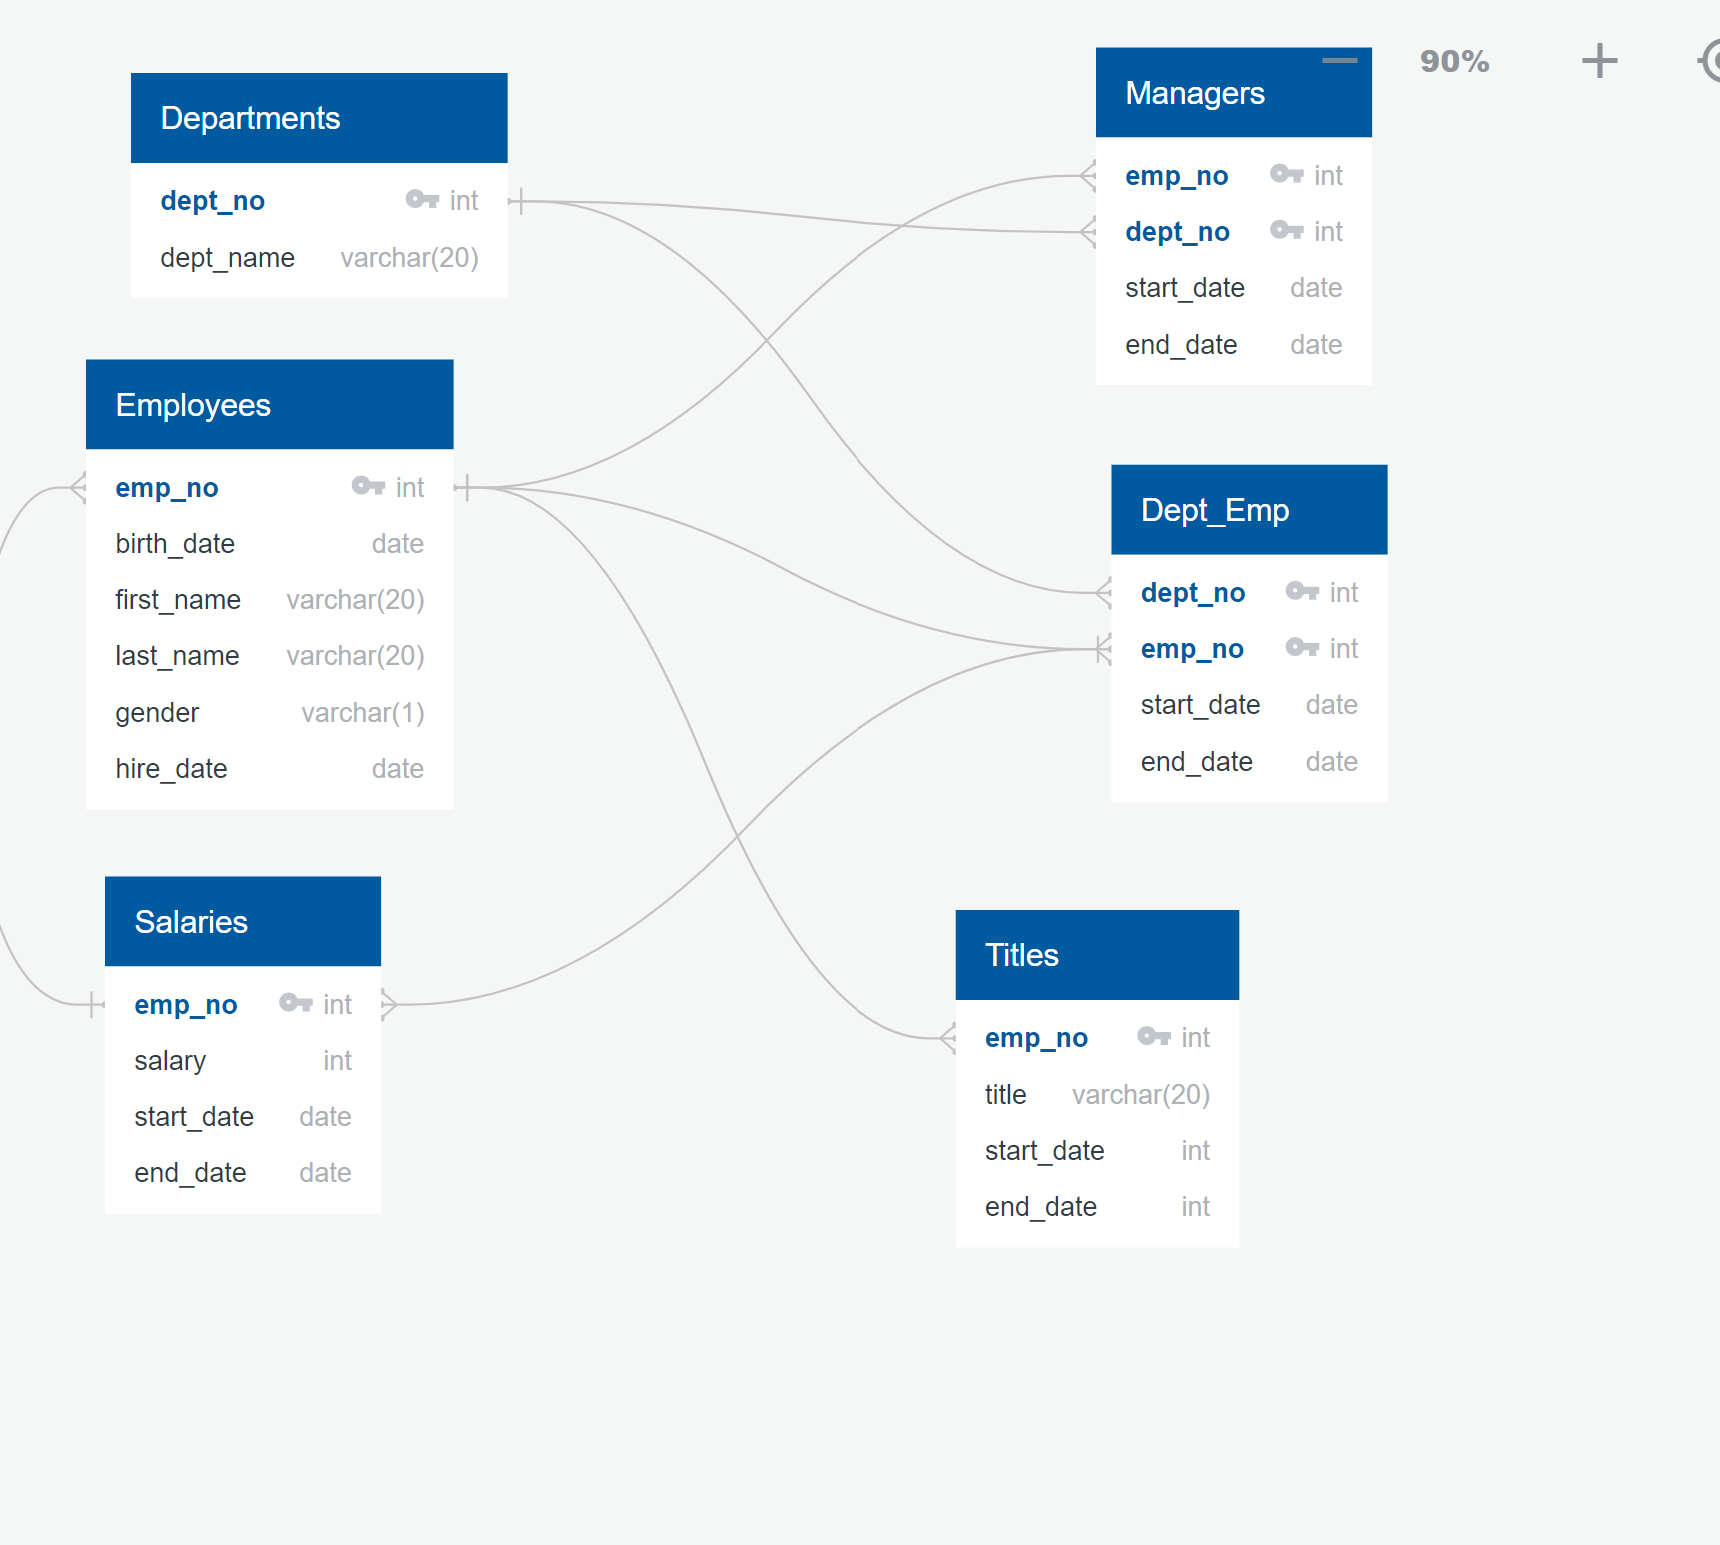 Departments
dept_no int
dept_name varchar(20)
Employees
emp_no int
birth_date date
first_name varchar(20)
last_name varchar(20)
gender varchar(1)
hire_date date
Salaries
emp_no int
salary int
start_date date
end_date date
90%
Managers
emp_no int
dept_no int
start_date date
end_date date
Dept_Emp
dept_no int
emp_no int
start_date date
end_date date
Titles
emp_no int
title varchar(20)
start_date int
end_date int